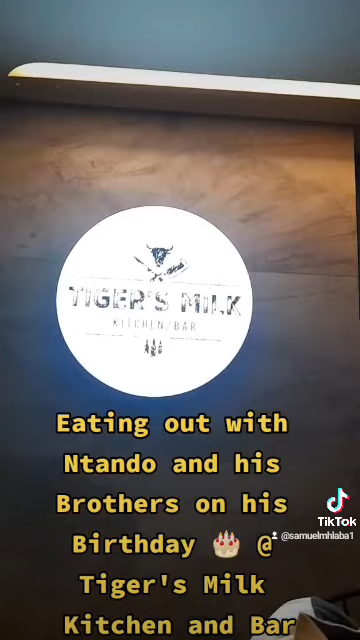 TIGER'S MILK
KITCHEN/BAR
Eating out with
Ntando and his
Brothers on his
Birthday 🎂 @
Tiger's Milk
Kitchen and Bar
TikTok
@samuelmhlaba1